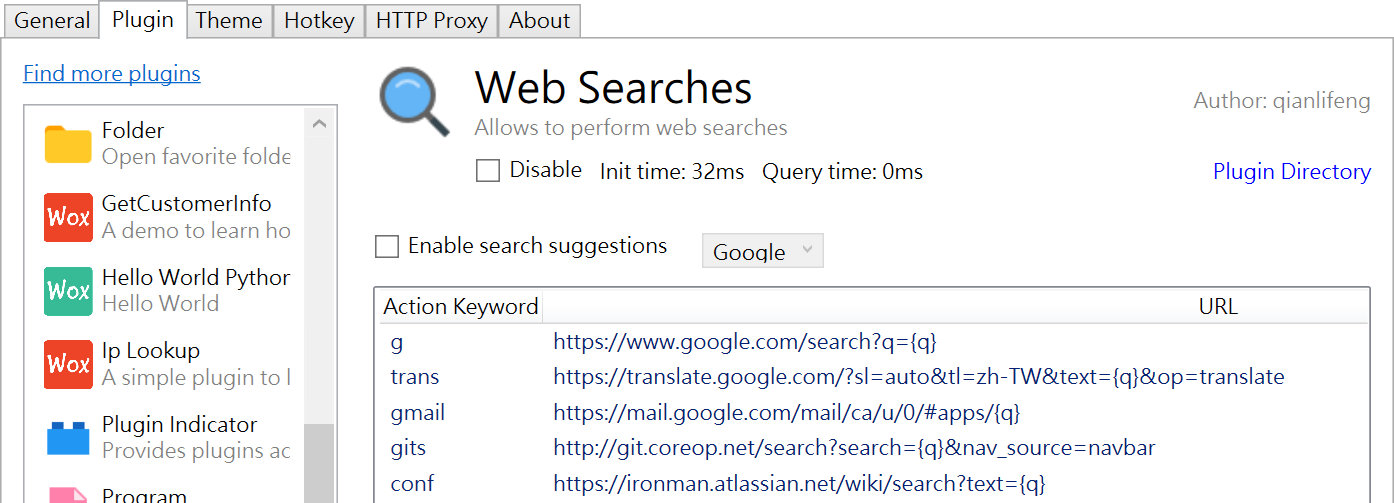 General Plugin Theme Hotkey HTTP Proxy About
Find more plugins
Folder
Open favorite folde
Wox
GetCustomerInfo
A demo to learn ho
Wox
Hello World Python
Hello World
Wox
Ip Lookup
A simple plugin to l
Plugin Indicator
Provides plugins ac
Program
Web Searches
Allows to perform web searches
Author: qianlifeng
Disable Init time: 32ms Query time: 0ms
Plugin Directory
Enable search suggestions Google
Action Keyword URL
g https://www.google.com/search?q={q}
trans https://translate.google.com/?sl=auto&tl=zh-TW&text={q}&op=translate
gmail https://mail.google.com/mail/ca/u/0/#apps/{q}
gits http://git.coreop.net/search?search={q}&nav_source=navbar
conf https://ironman.atlassian.net/wiki/search?text={q}